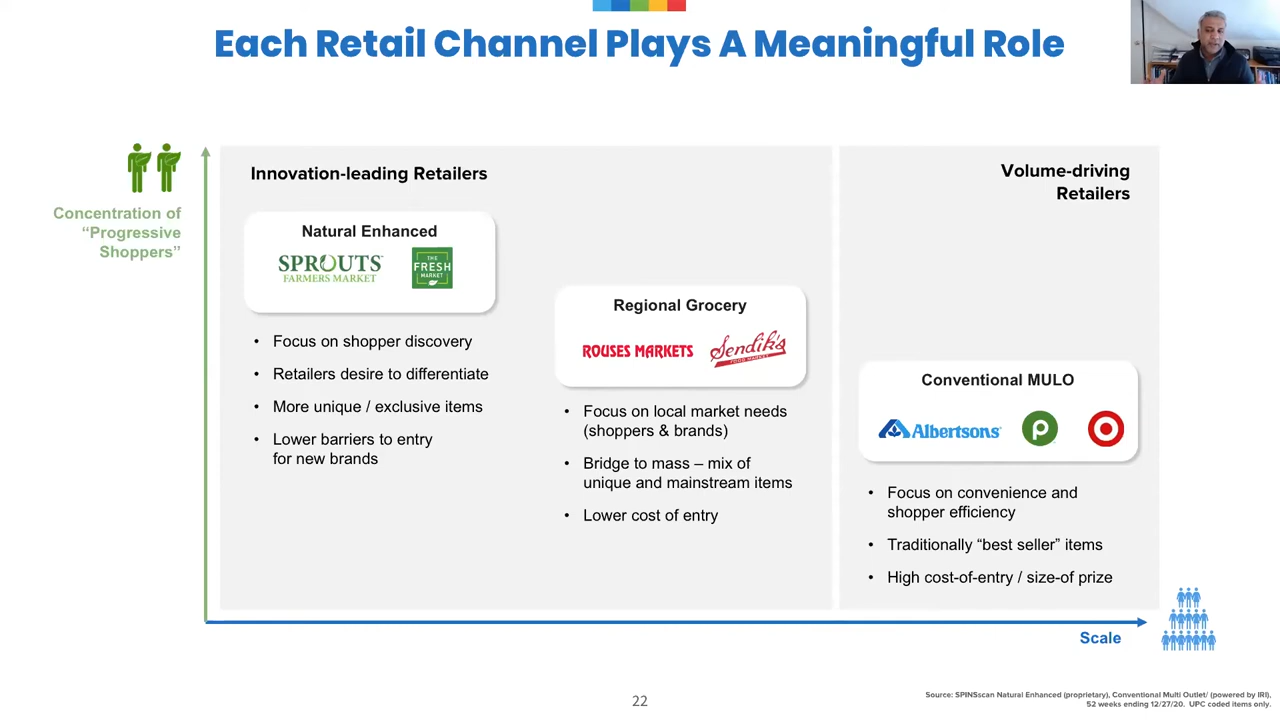 Each Retail Channel Plays A Meaningful Role
Concentration of
“Progressive
Shoppers”
Innovation-leading Retailers
Natural Enhanced
SPROUTS
FARMERS MARKET
THE
FRESH
MARKET
• Focus on shopper discovery
• Retailers desire to differentiate
• More unique / exclusive items
• Lower barriers to entry
for new brands
Regional Grocery
ROUSES MARKETS
Sendik's
FOOD MARKET
• Focus on local market needs
(shoppers & brands)
• Bridge to mass – mix of
unique and mainstream items
• Lower cost of entry
Volume-driving
Retailers
Conventional MULO
Albertsons
p
• Focus on convenience and
shopper efficiency
• Traditionally “best seller” items
• High cost-of-entry / size-of prize
Scale
22
Source: SPINSscan Natural Enhanced (proprietary), Conventional Multi Outlet/ (powered by IRI),
52 weeks ending 12/27/20. UPC coded items only.